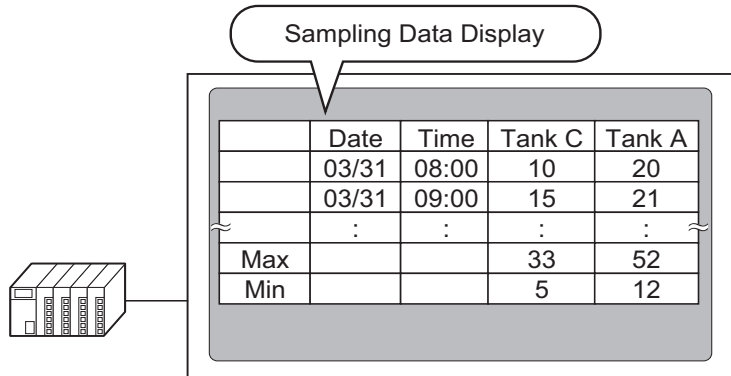 Sampling Data Display
Date Time Tank C Tank A
03/31 08:00 10 20
03/31 09:00 15 21
: : : :
Max 33 52
Min 5 12